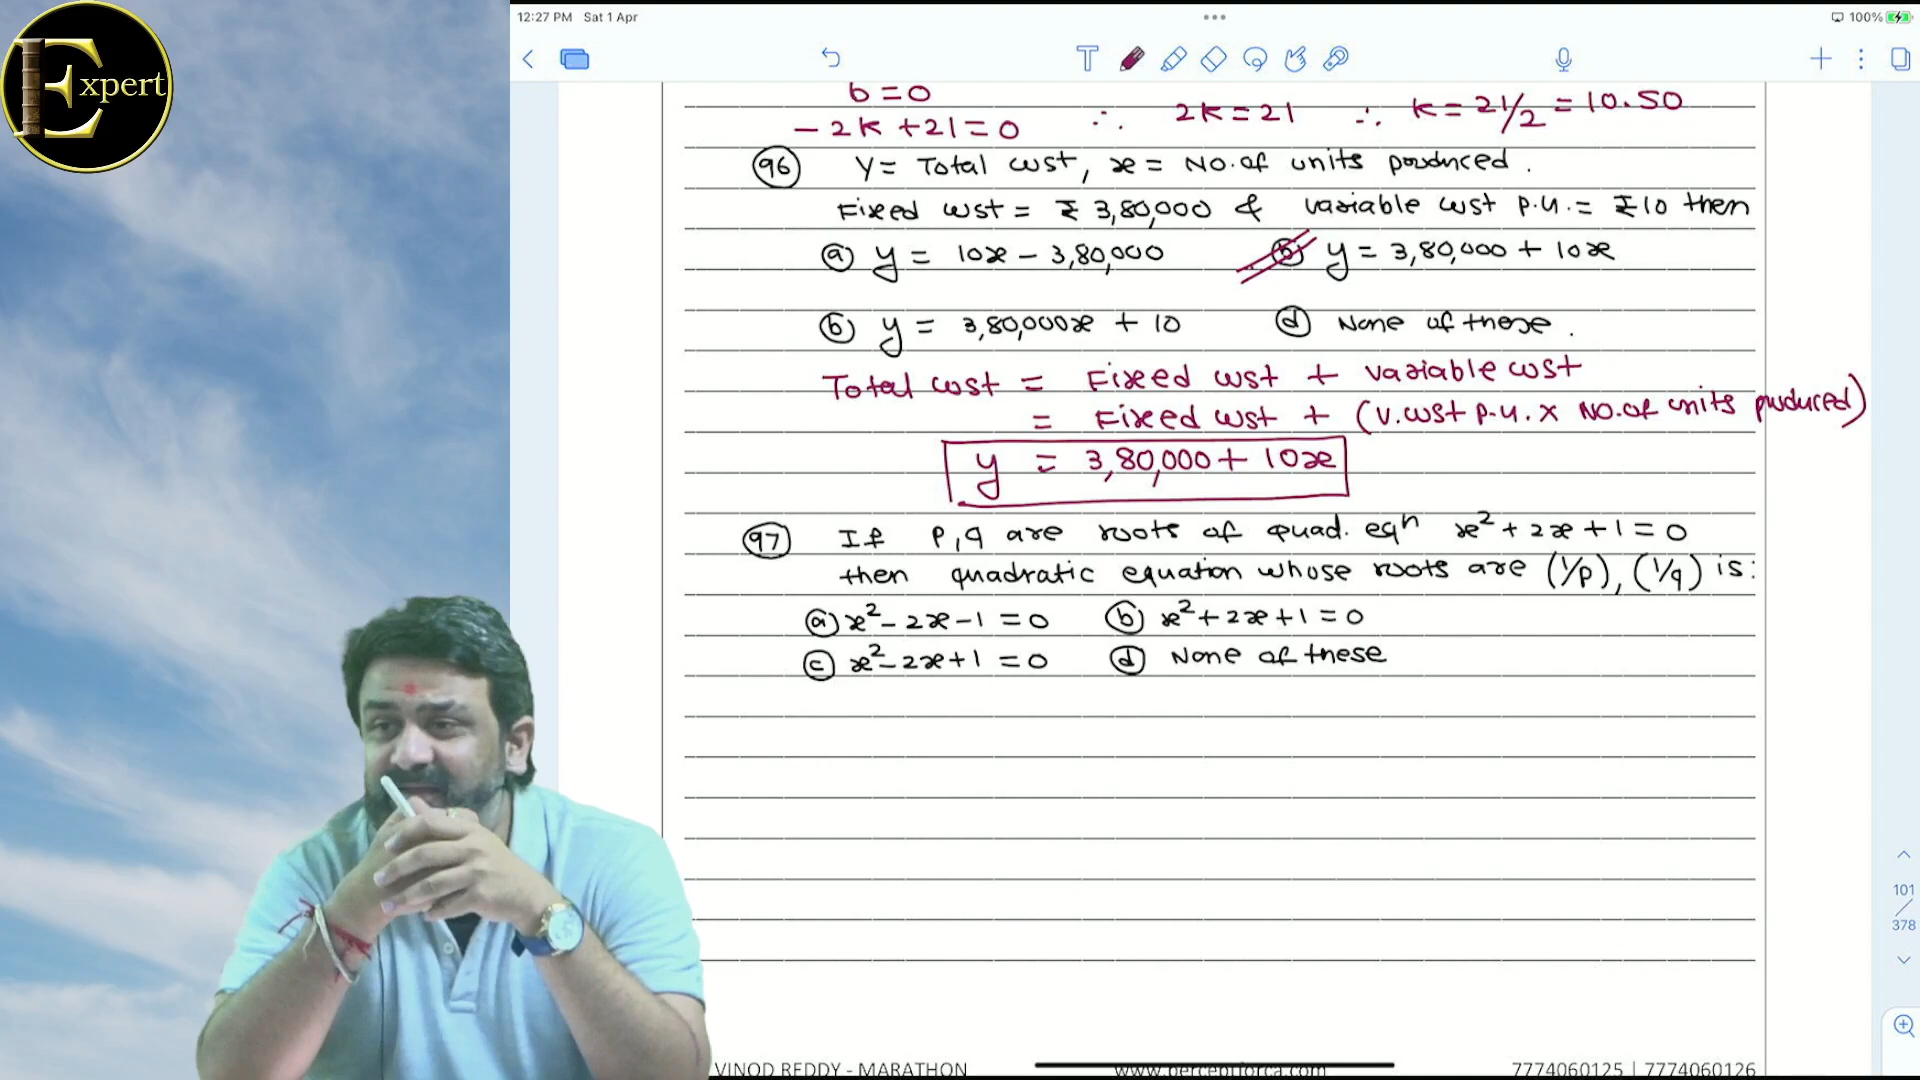 Expert
12:27 PM Sat 1 Apr
100%
b = 0
- 2k + 21 = 0 ∴ 2k = 21 ∴ k = 21/2 = 10.50
96 Y = Total cost, x = No. of units produced.
Fixed cost = ₹ 3,80,000 & variable cost p.u. = ₹10 then
a y = 10x - 3,80,000 b y = 3,80,000 + 10x
b y = 3,80,000x + 10 d None of these.
Total cost = Fixed cost + variable cost
= Fixed cost + (v.cost p.u. x No. of units produced)
y = 3,80,000 + 10x
97 If p, q are roots of quad. eqn x² + 2x + 1 = 0
then quadratic equation whose roots are (1/p), (1/q) is:
a x² - 2x - 1 = 0 b x² + 2x + 1 = 0
c x² - 2x + 1 = 0 d None of these
101
378
VINOD REDDY - MARATHON www.perceptforca.com 7774060125 | 7774060126